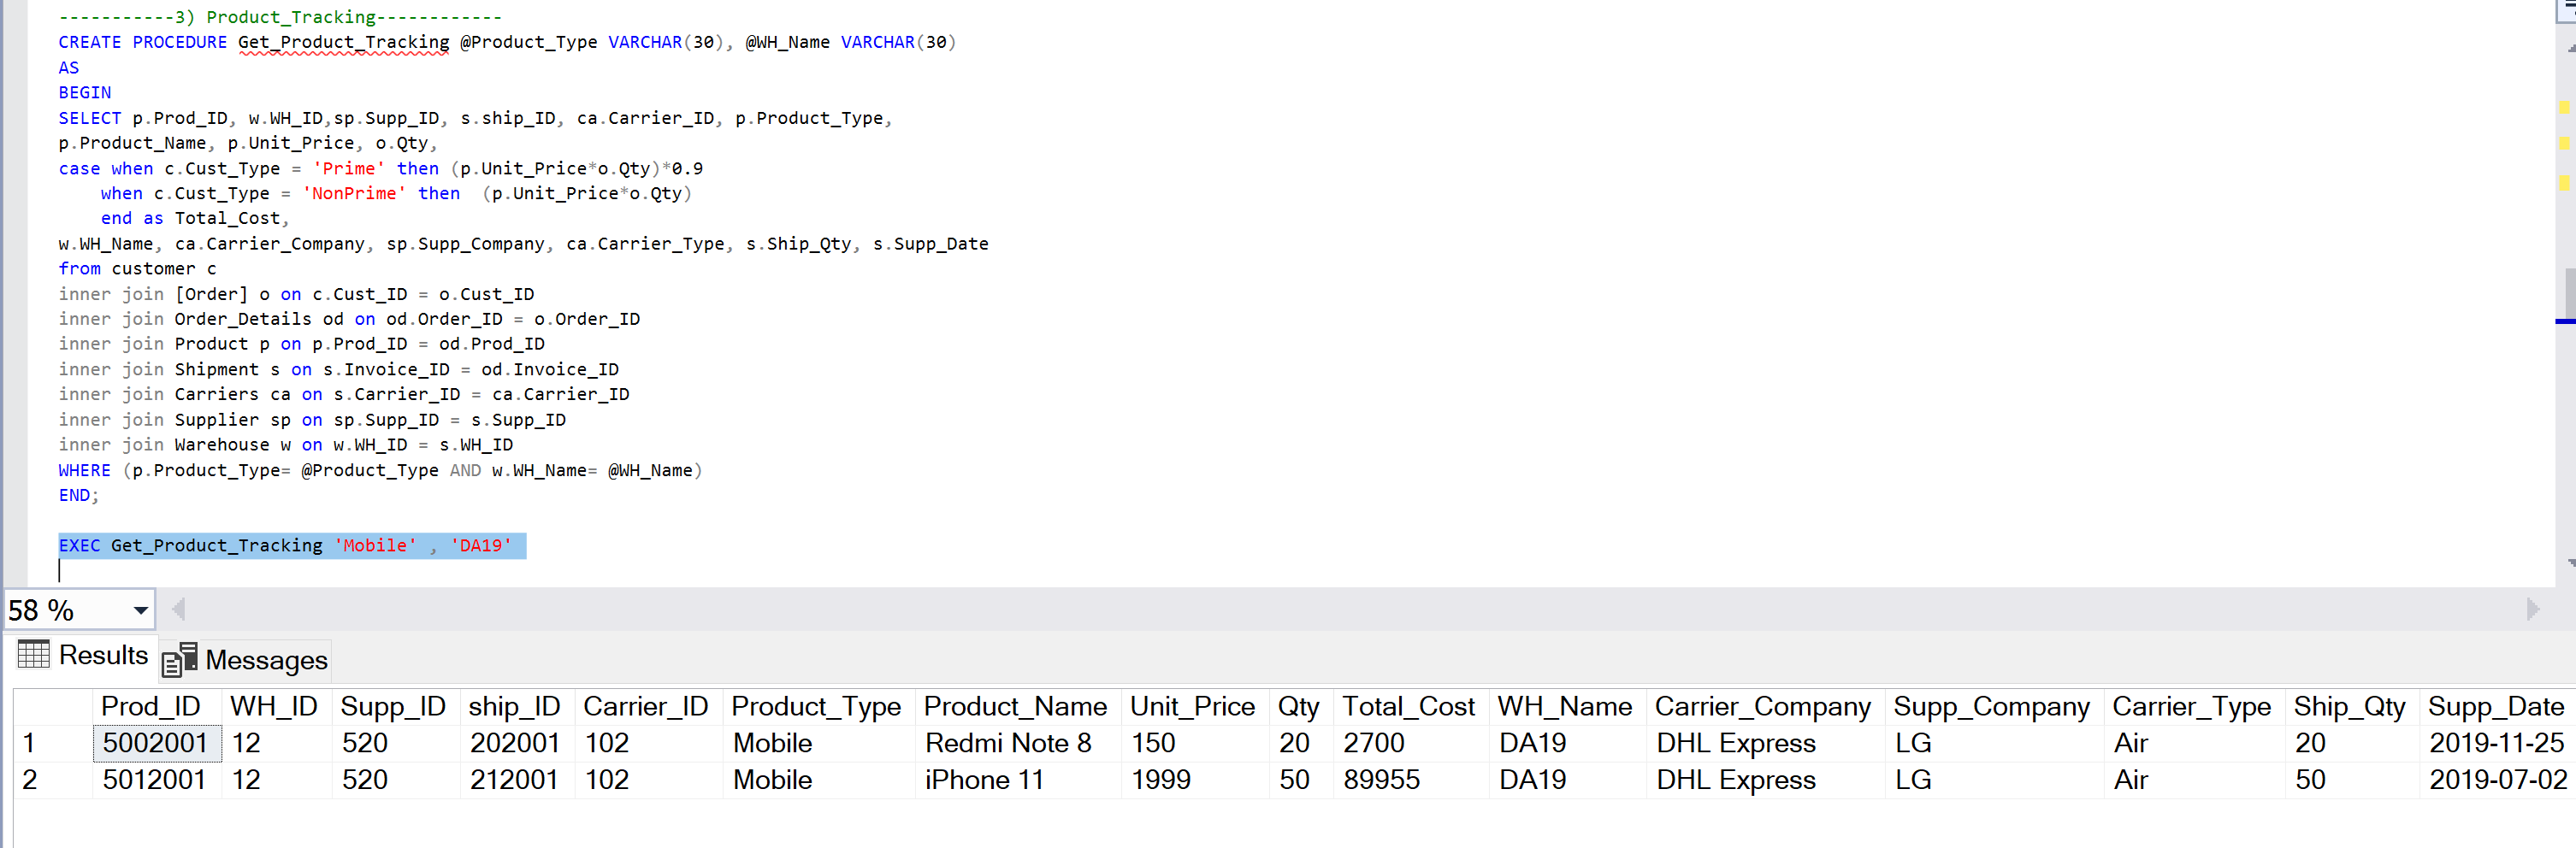 -----------3) Product_Tracking------------
CREATE PROCEDURE Get_Product_Tracking @Product_Type VARCHAR(30), @WH_Name VARCHAR(30)
AS
BEGIN
SELECT p.Prod_ID, w.WH_ID,sp.Supp_ID, s.ship_ID, ca.Carrier_ID, p.Product_Type,
p.Product_Name, p.Unit_Price, o.Qty,
case when c.Cust_Type = 'Prime' then (p.Unit_Price*o.Qty)*0.9
    when c.Cust_Type = 'NonPrime' then  (p.Unit_Price*o.Qty)
    end as Total_Cost,
w.WH_Name, ca.Carrier_Company, sp.Supp_Company, ca.Carrier_Type, s.Ship_Qty, s.Supp_Date
from customer c
inner join [Order] o on c.Cust_ID = o.Cust_ID
inner join Order_Details od on od.Order_ID = o.Order_ID
inner join Product p on p.Prod_ID = od.Prod_ID
inner join Shipment s on s.Invoice_ID = od.Invoice_ID
inner join Carriers ca on s.Carrier_ID = ca.Carrier_ID
inner join Supplier sp on sp.Supp_ID = s.Supp_ID
inner join Warehouse w on w.WH_ID = s.WH_ID
WHERE (p.Product_Type= @Product_Type AND w.WH_Name= @WH_Name)
END;
EXEC Get_Product_Tracking 'Mobile' , 'DA19'
58 %
Results Messages
Prod_ID WH_ID Supp_ID ship_ID Carrier_ID Product_Type Product_Name Unit_Price Qty Total_Cost WH_Name Carrier_Company Supp_Company Carrier_Type Ship_Qty Supp_Date
1 5002001 12 520 202001 102 Mobile Redmi Note 8 150 20 2700 DA19 DHL Express LG Air 20 2019-11-25
2 5012001 12 520 212001 102 Mobile iPhone 11 1999 50 89955 DA19 DHL Express LG Air 50 2019-07-02